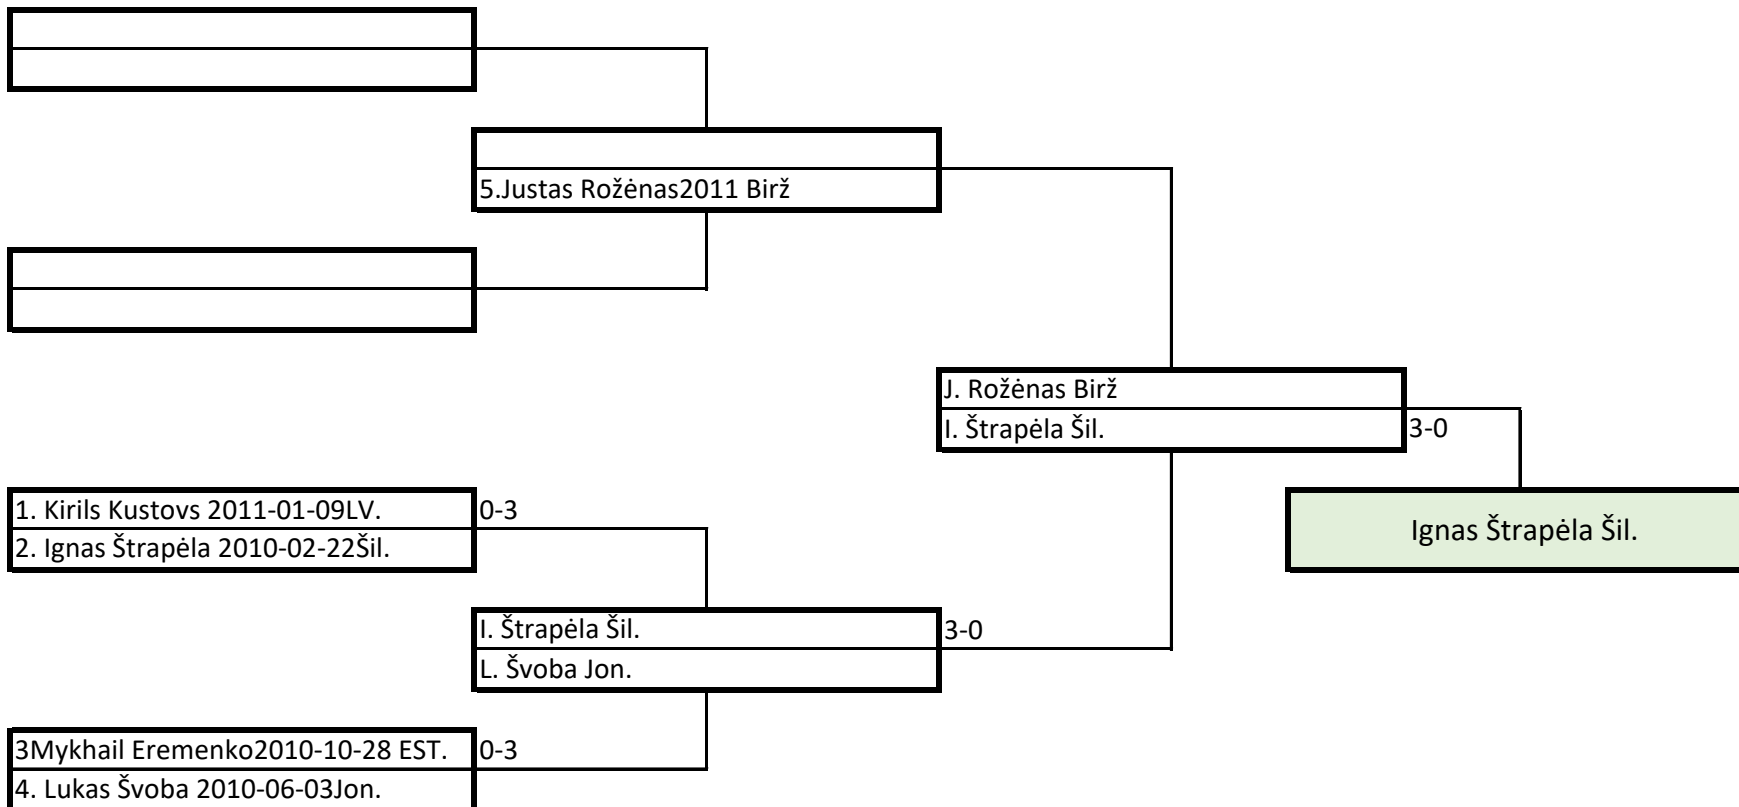 5.Justas Rožėnas2011 Birž
J. Rožėnas Birž
I. Štrapėla Šil.
3-0
1. Kirils Kustovs 2011-01-09LV.
0-3
2. Ignas Štrapėla 2010-02-22Šil.
Ignas Štrapėla Šil.
I. Štrapėla Šil.
3-0
L. Švoba Jon.
3Mykhail Eremenko2010-10-28 EST.
0-3
4. Lukas Švoba 2010-06-03Jon.